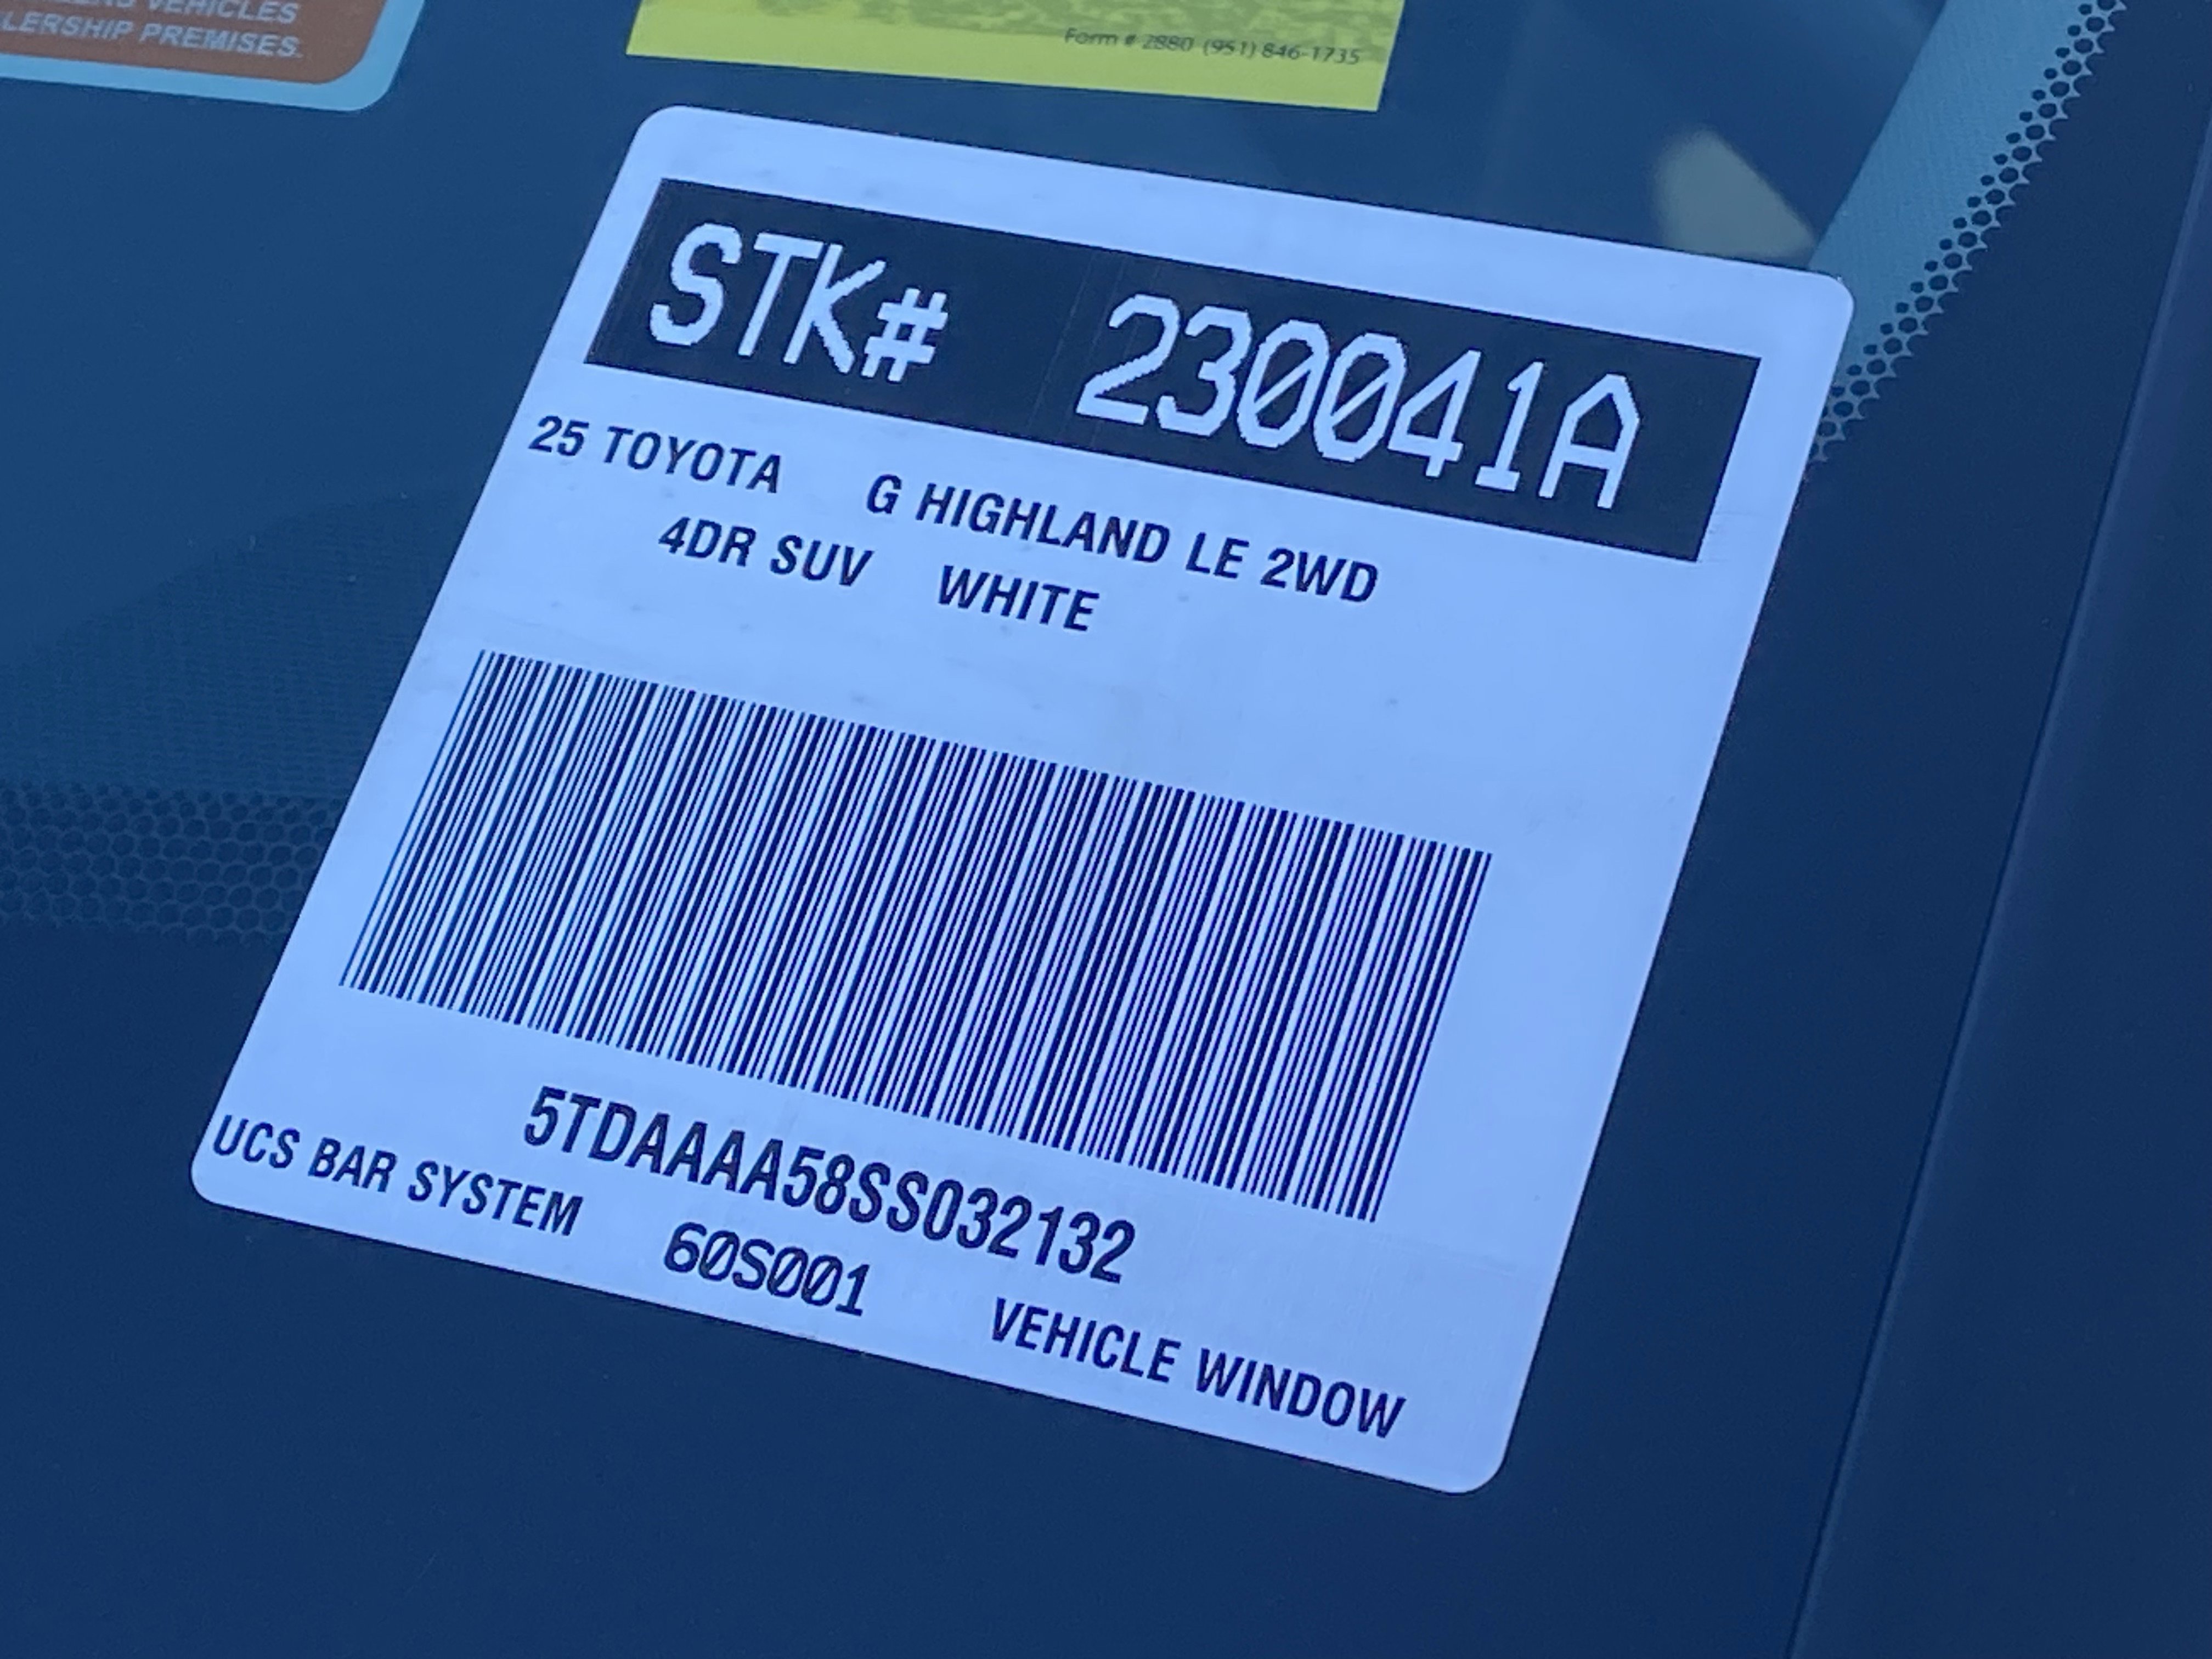 VEHICLES
LERSHIP PREMISES.
Form # 2880 (951) 846-1735
STK# 230041A
25 TOYOTA G HIGHLAND LE 2WD
4DR SUV WHITE
5TDAAAA58SS032132
UCS BAR SYSTEM 60S001 VEHICLE WINDOW